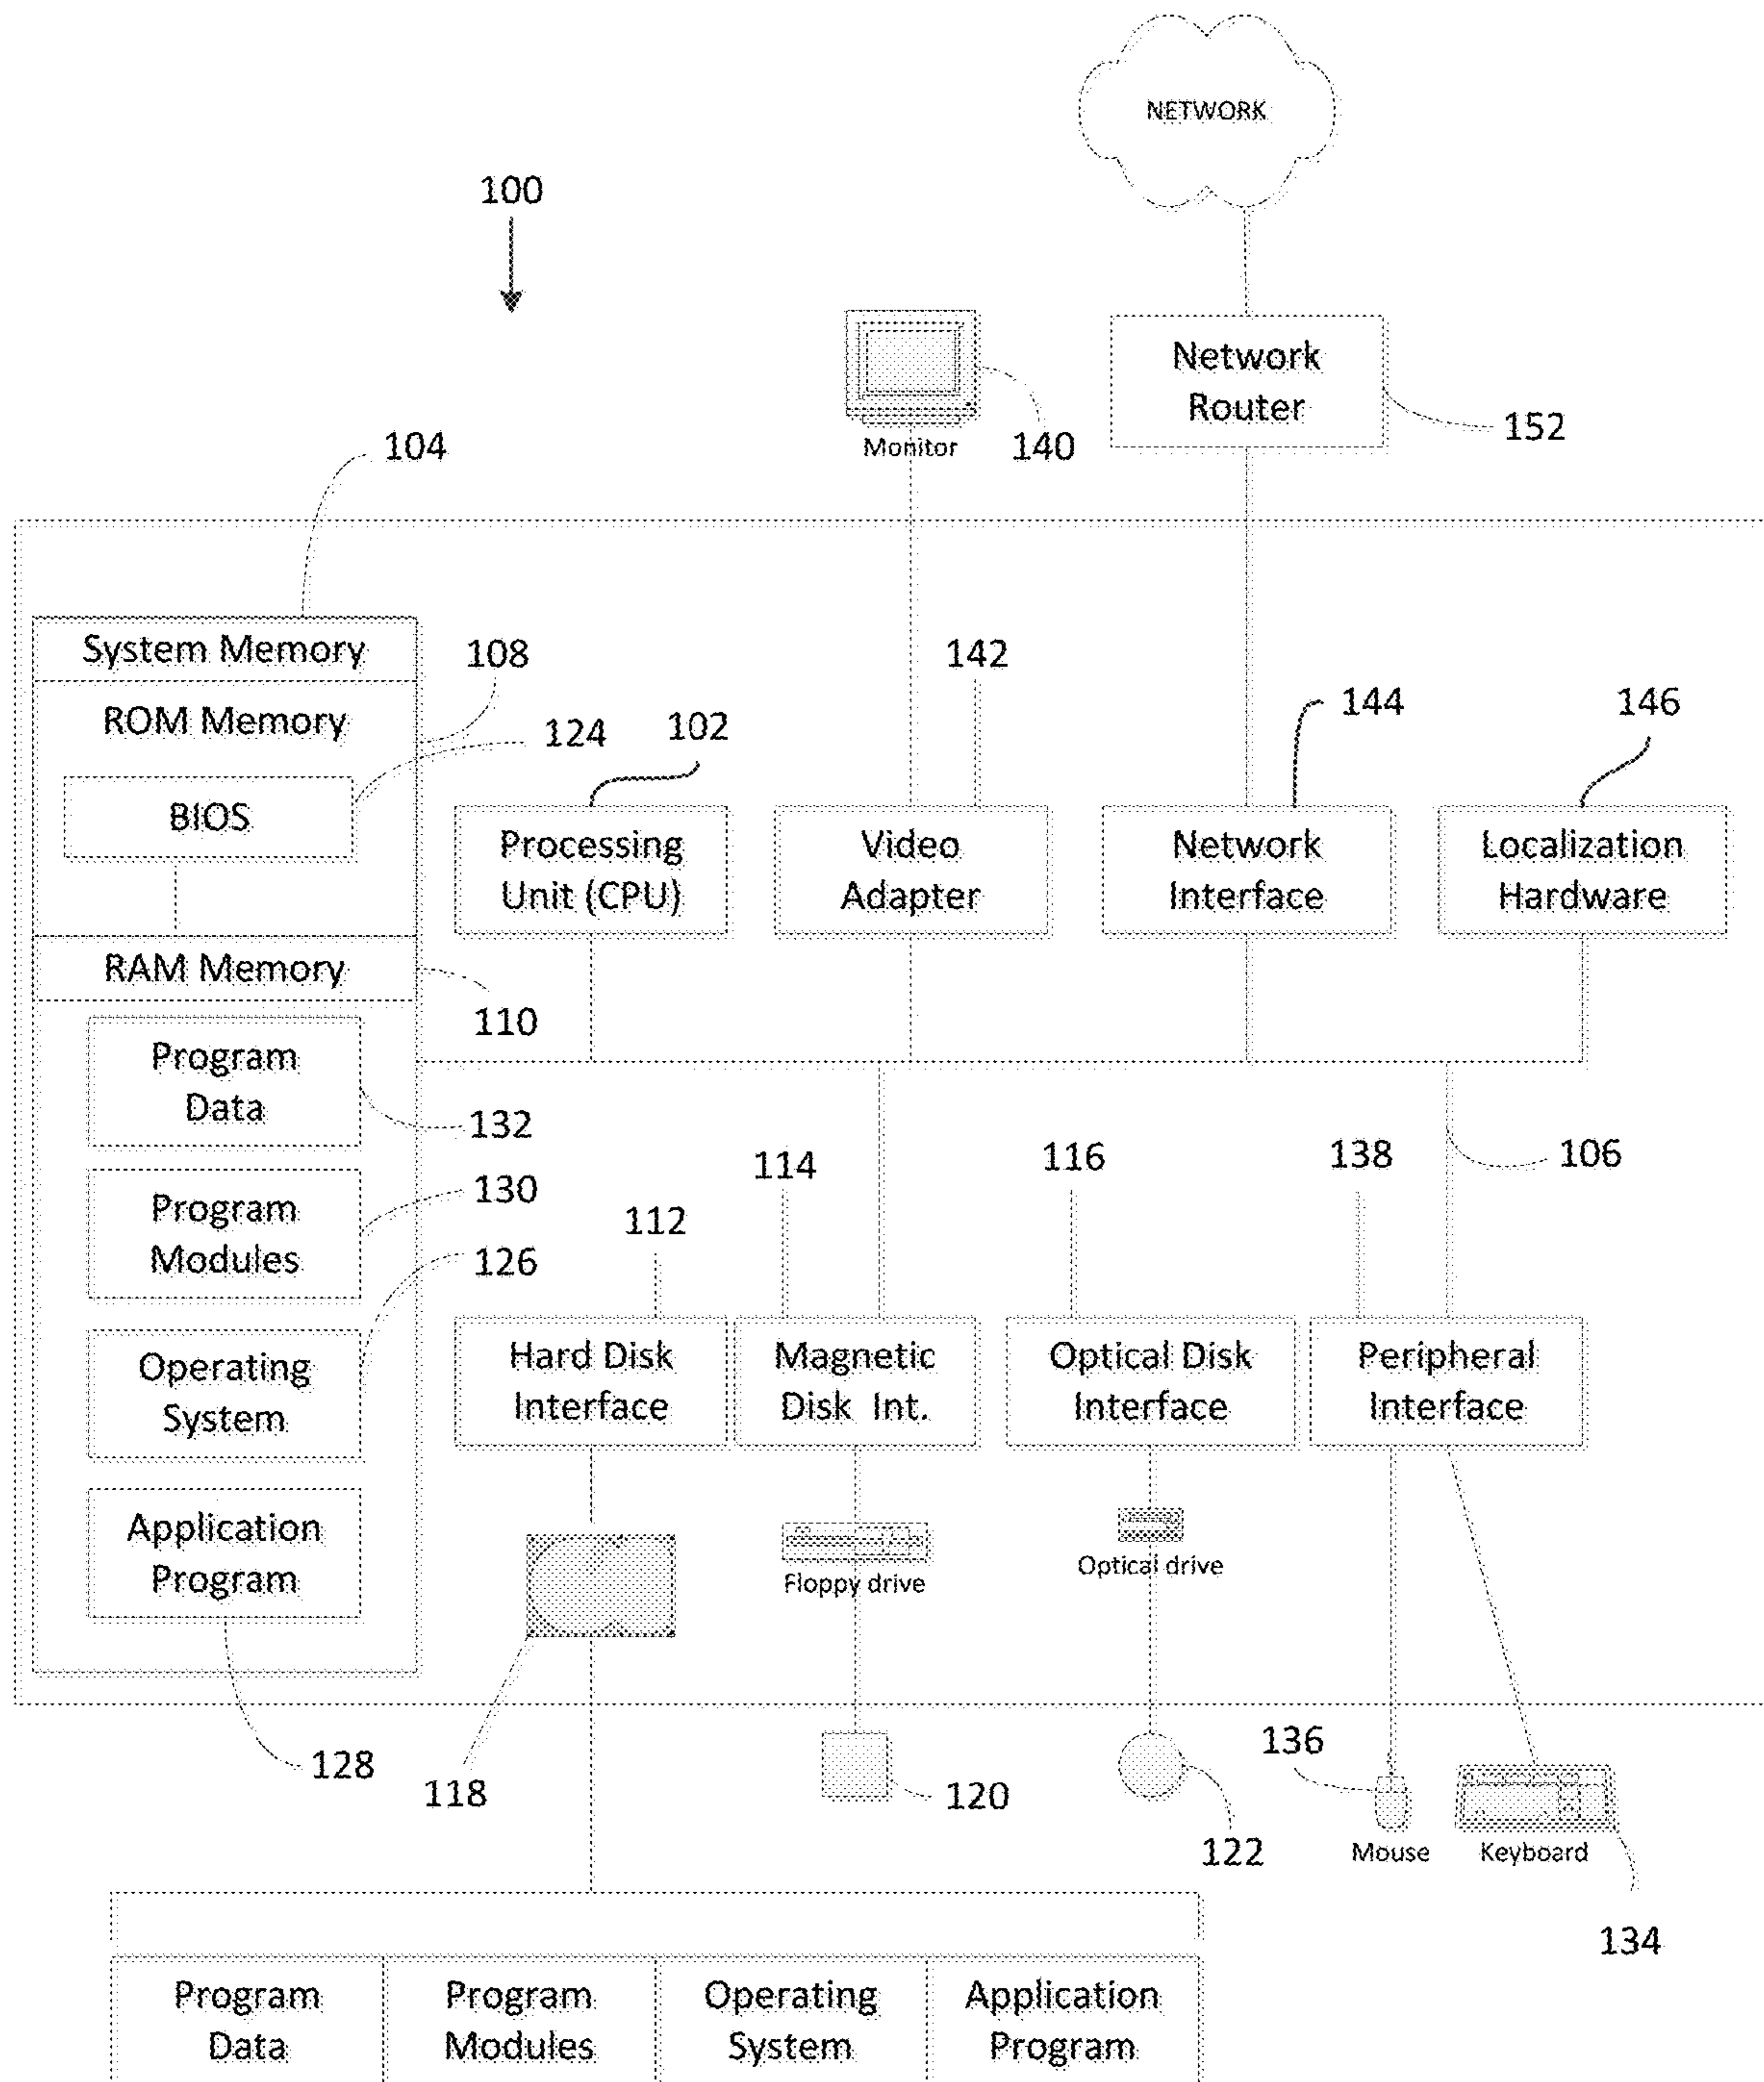 NETWORK
100
Network
Router
152
Monitor
140
104
System Memory
108
142
ROM Memory
124
102
144
146
BIOS
Processing
Unit (CPU)
Video
Adapter
Network
Interface
Localization
Hardware
RAM Memory
110
Program
Data
132
114
116
138
106
Program
Modules
130
112
126
Operating
System
Hard Disk
Interface
Magnetic
Disk Int.
Optical Disk
Interface
Peripheral
Interface
Application
Program
Floppy drive
Optical drive
128
118
120
122
136
Mouse
Keyboard
134
Program
Data
Program
Modules
Operating
System
Application
Program